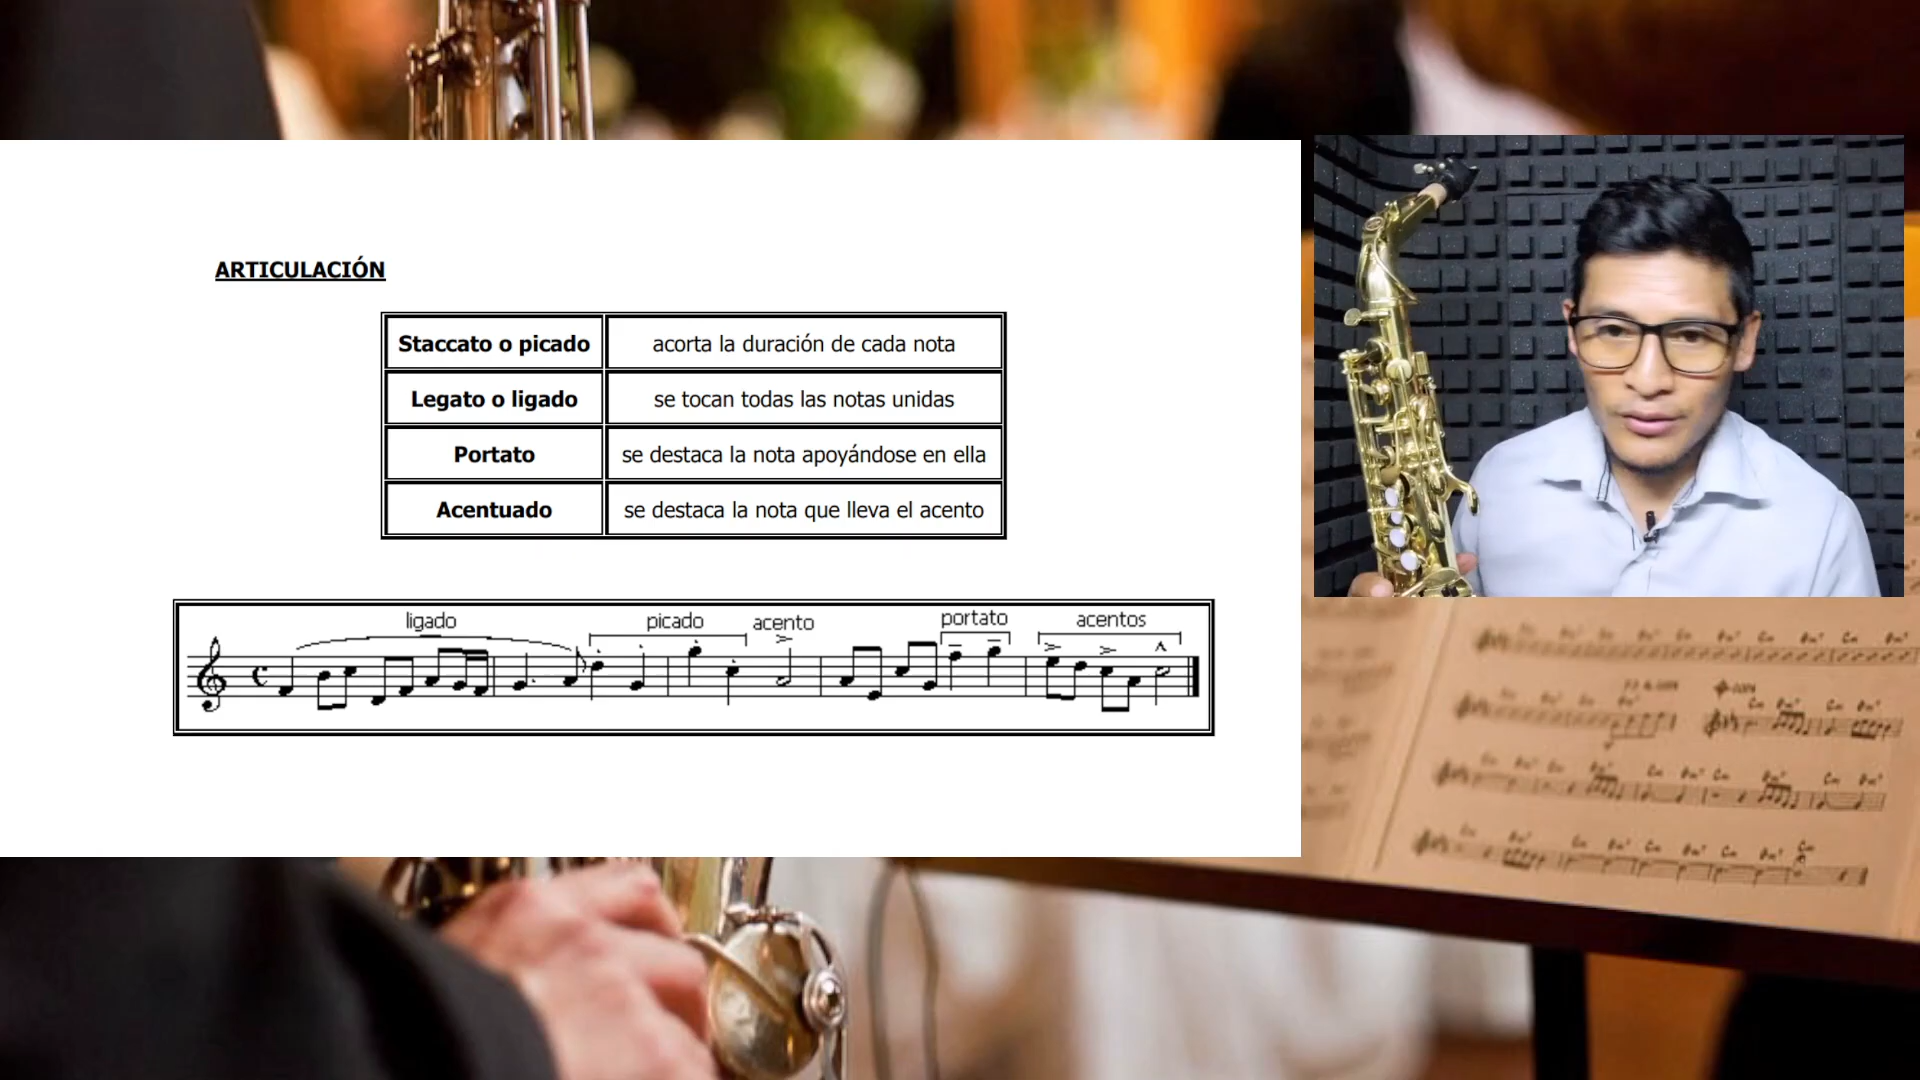 ARTICULACIÓN
Staccato o picado acorta la duración de cada nota
Legato o ligado se tocan todas las notas unidas
Portato se destaca la nota apoyándose en ella
Acentuado se destaca la nota que lleva el acento
ligado picado acento portato acentos